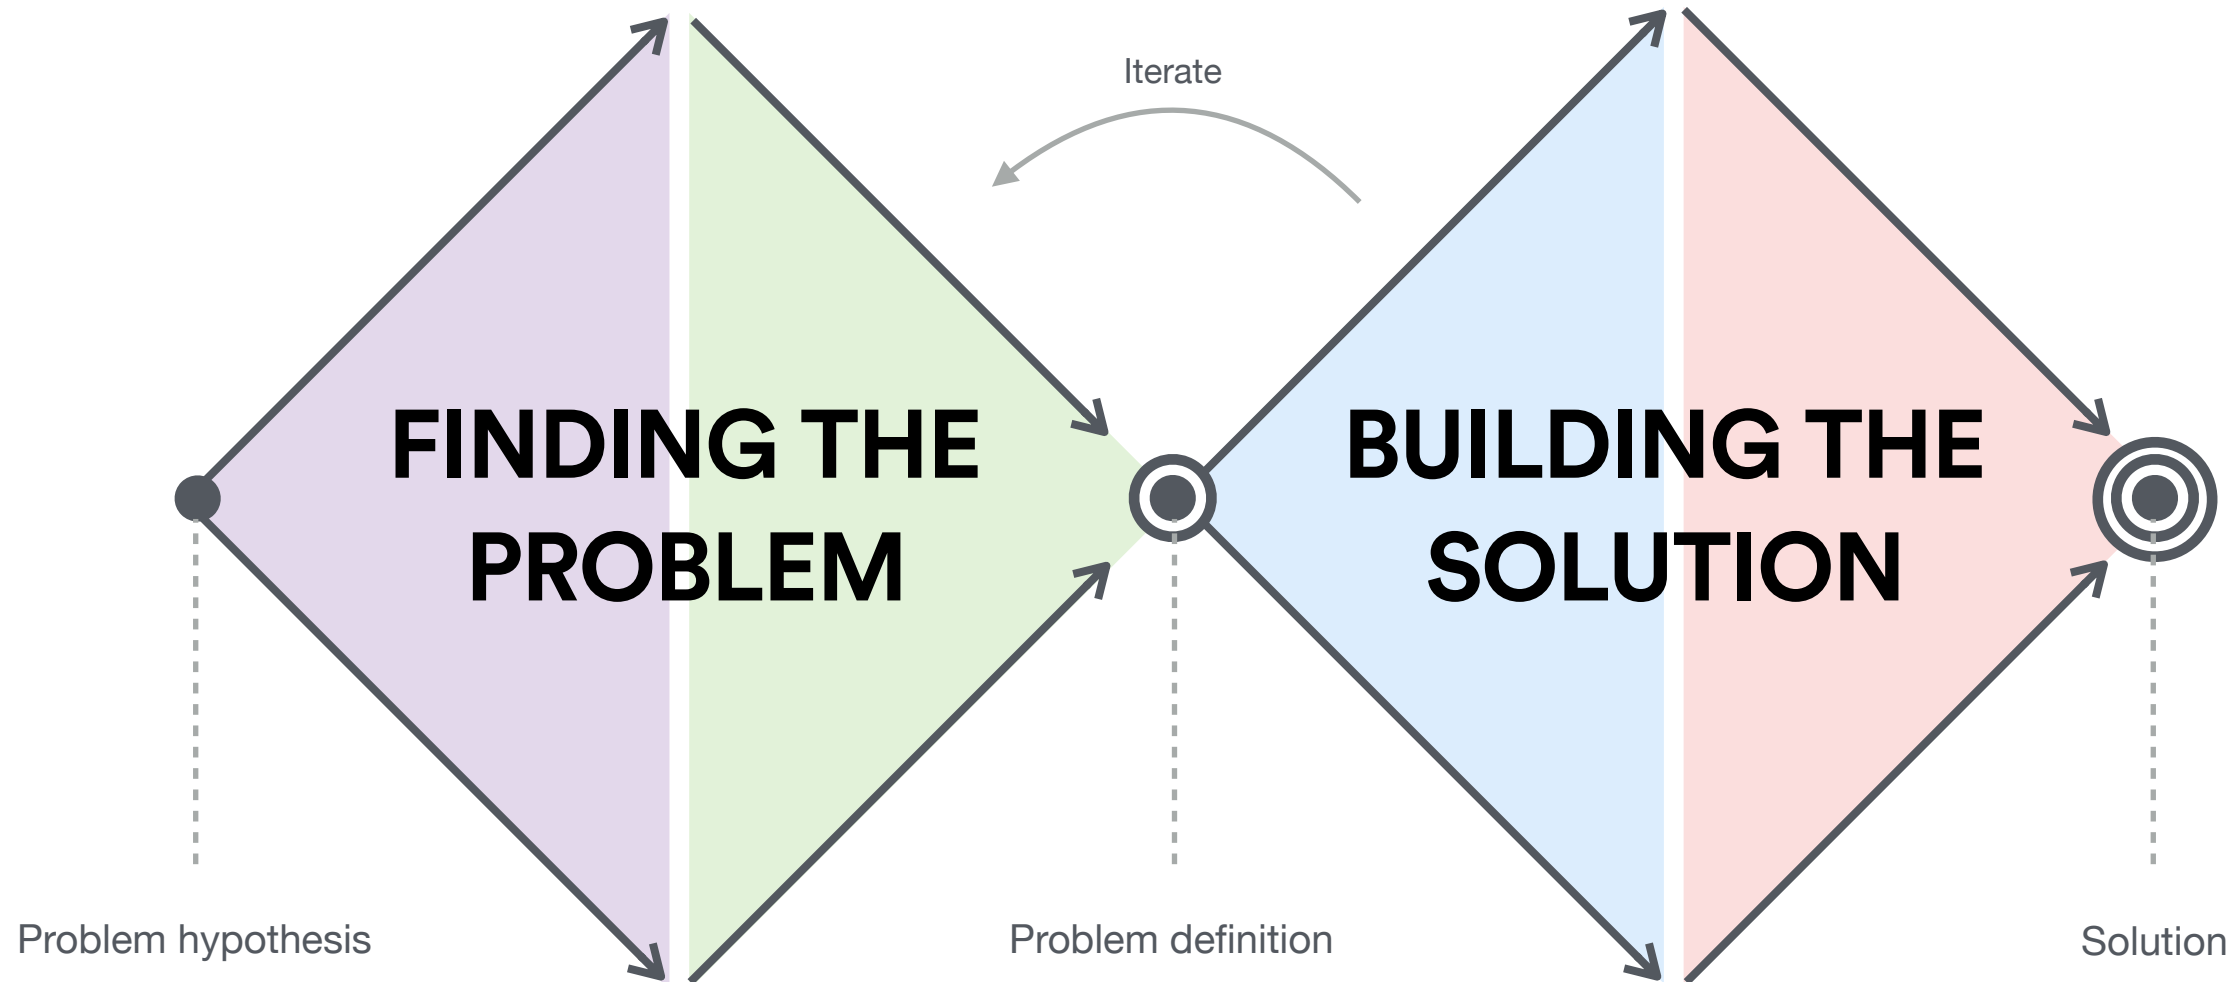 Iterate
FINDING THE
PROBLEM
BUILDING THE
SOLUTION
Problem hypothesis
Problem definition
Solution